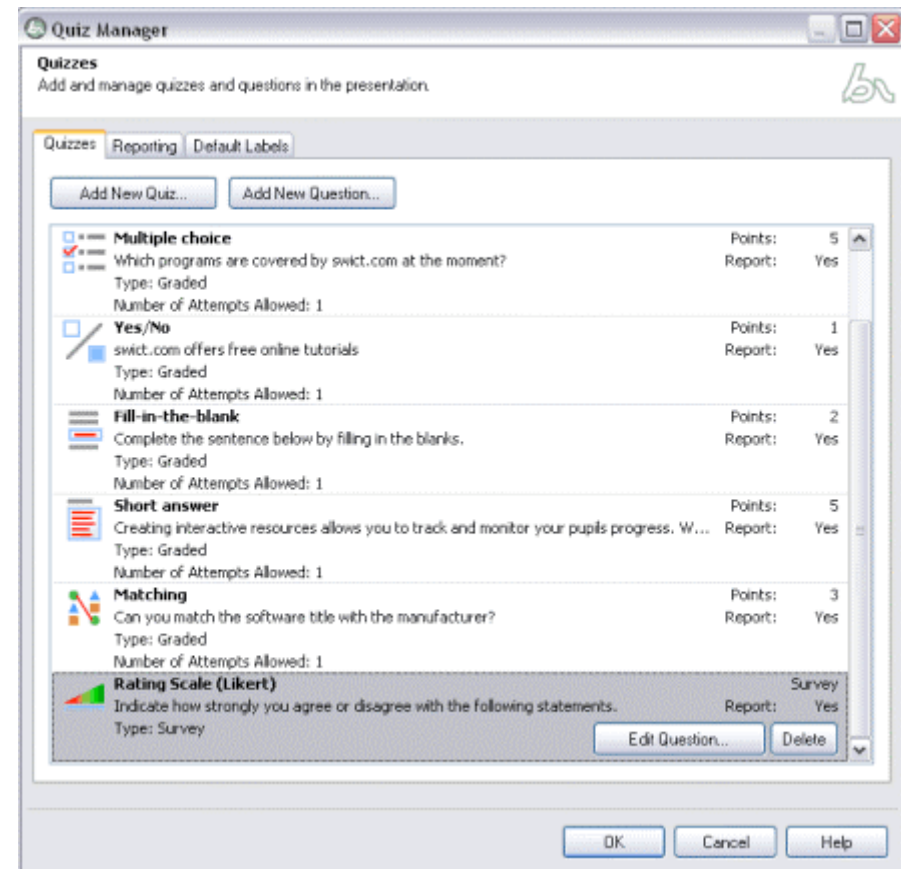 Quiz Manager
Quizzes
Add and manage quizzes and questions in the presentation.
Quizzes Reporting Default Labels
Add New Quiz... Add New Question...
Multiple choice Points: 5
Which programs are covered by swict.com at the moment? Report: Yes
Type: Graded
Number of Attempts Allowed: 1
Yes/No Points: 1
swict.com offers free online tutorials Report: Yes
Type: Graded
Number of Attempts Allowed: 1
Fill-in-the-blank Points: 2
Complete the sentence below by filling in the blanks. Report: Yes
Type: Graded
Number of Attempts Allowed: 1
Short answer Points: 5
Creating interactive resources allows you to track and monitor your pupils progress. W... Report: Yes
Type: Graded
Number of Attempts Allowed: 1
Matching Points: 3
Can you match the software title with the manufacturer? Report: Yes
Type: Graded
Number of Attempts Allowed: 1
Rating Scale (Likert) Survey
Indicate how strongly you agree or disagree with the following statements. Report: Yes
Type: Survey
Edit Question... Delete
OK Cancel Help